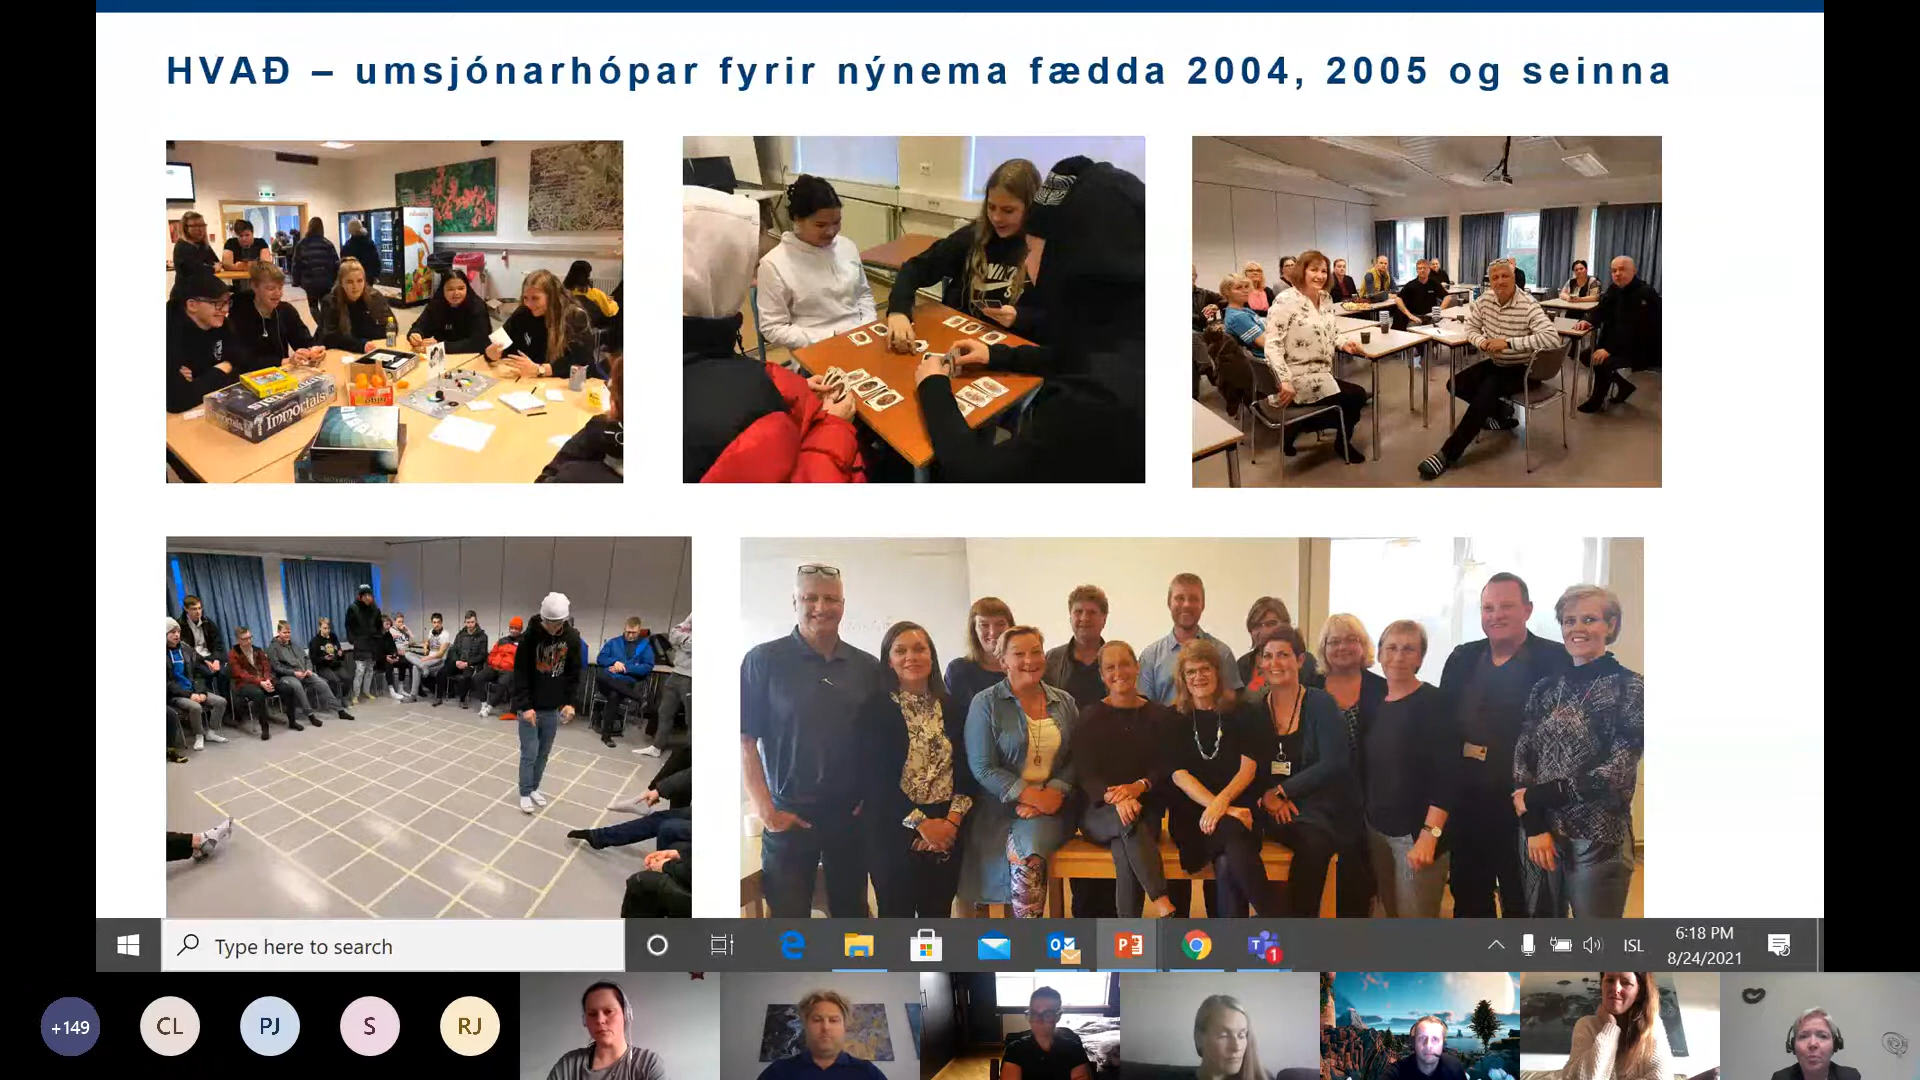 HVAÐ – umsjónarhópar fyrir nýnema fædda 2004, 2005 og seinna
Immortals
Type here to search
1
ISL
6:18 PM
8/24/2021
+149
CL
PJ
S
RJ